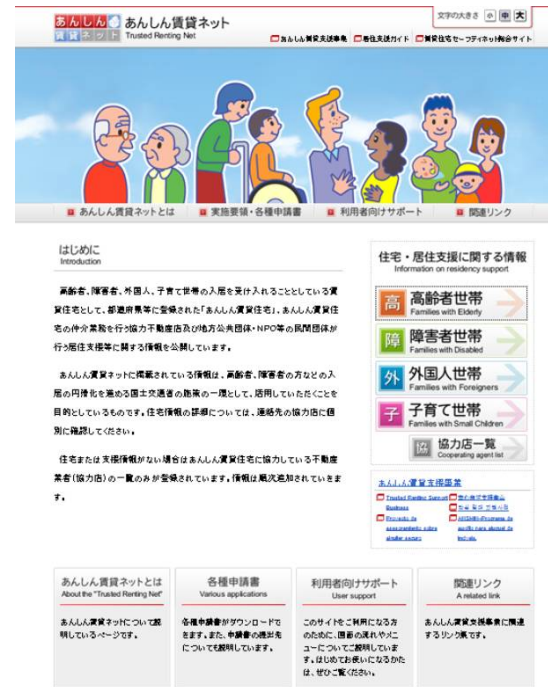 あんしん
賃貸ネット
あんしん賃貸ネット
Trusted Renting Net
文字の大きさ 小 中 大
あんしん賃貸支援事業 居住支援ガイド 賃貸住宅セーフティネット総合サイト
あんしん賃貸ネットとは 実施要領・各種申請書 利用者向けサポート 関連リンク
はじめに
Introduction
高齢者、障害者、外国人、子育て世帯の入居を受け入れることとしている賃
貸住宅として、都道府県等に登録された「あんしん賃貸住宅」、あんしん賃貸住
宅の仲介業務を行う協力不動産店及び地方公共団体・NPO等の民間団体が
行う居住支援等に関する情報を公開しています。
あんしん賃貸ネットに掲載されている情報は、高齢者、障害者の方などの入
居の円滑化を進める国土交通省の施策の一環として、活用していただくことを
目的としているものです。住宅情報の詳細については、連絡先の協力店に個
別に確認してください。
住宅または支援情報がない場合はあんしん賃貸住宅に協力している不動産
業者(協力店)の一覧のみが登録されています。情報は順次追加されていきま
す。
住宅・居住支援に関する情報
Information on residency support
高 高齢者世帯
Families with Elderly
障 障害者世帯
Families with Disabled
外 外国人世帯
Families with Foreigners
子 子育て世帯
Families with Small Children
協 協力店一覧
Cooperating agent list
あんしん賃貸支援事業
Trusted Renting Support
Business
Proyecto de
asesoramiento sobre
alquiler seguro
あんしん賃貸ネットとは
About the "Trusted Renting Net"
あんしん賃貸ネットについて説
明しているページです。
各種申請書
Various applications
各種申請書がダウンロードで
きます。また、申請書の提出先
についても説明しています。
利用者向けサポート
User support
このサイトをご利用になる方
のために、画面の流れやメニ
ューについてご説明していま
す。はじめてお使いになるかた
は、ぜひご覧ください。
関連リンク
A related link
あんしん賃貸支援事業に関連
するリンク集です。